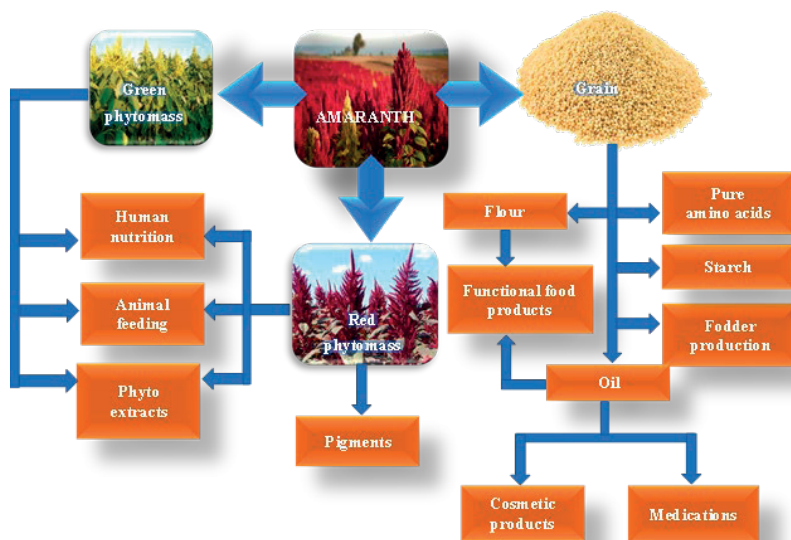 Green
phytomass
AMARANTH
Grain
Human
nutrition
Animal
feeding
Phyto
extracts
Red
phytomass
Pigments
Flour
Functional food
products
Pure
amino acids
Starch
Fodder
production
Oil
Cosmetic
products
Medications